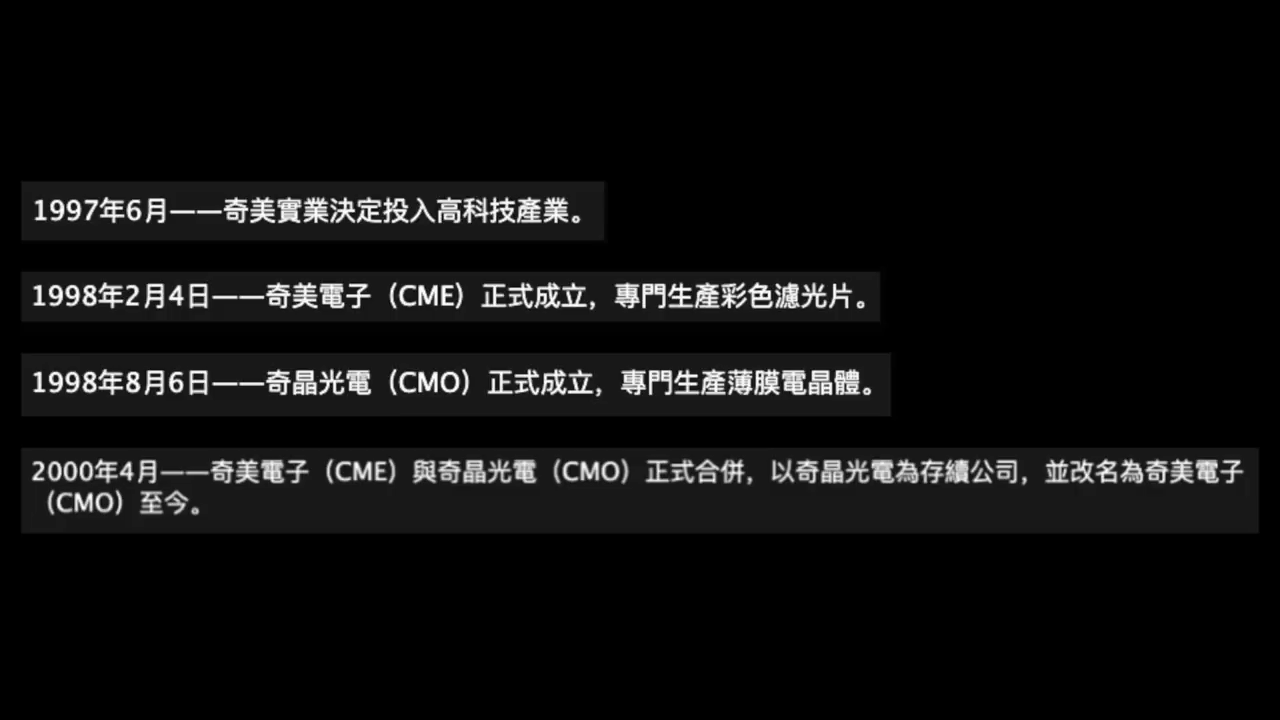 1997年6月——奇美實業決定投入高科技產業。
1998年2月4日——奇美電子（CME）正式成立，專門生產彩色濾光片。
1998年8月6日——奇晶光電（CMO）正式成立，專門生產薄膜電晶體。
2000年4月——奇美電子（CME）與奇晶光電（CMO）正式合併，以奇晶光電為存續公司，並改名為奇美電子
（CMO）至今。